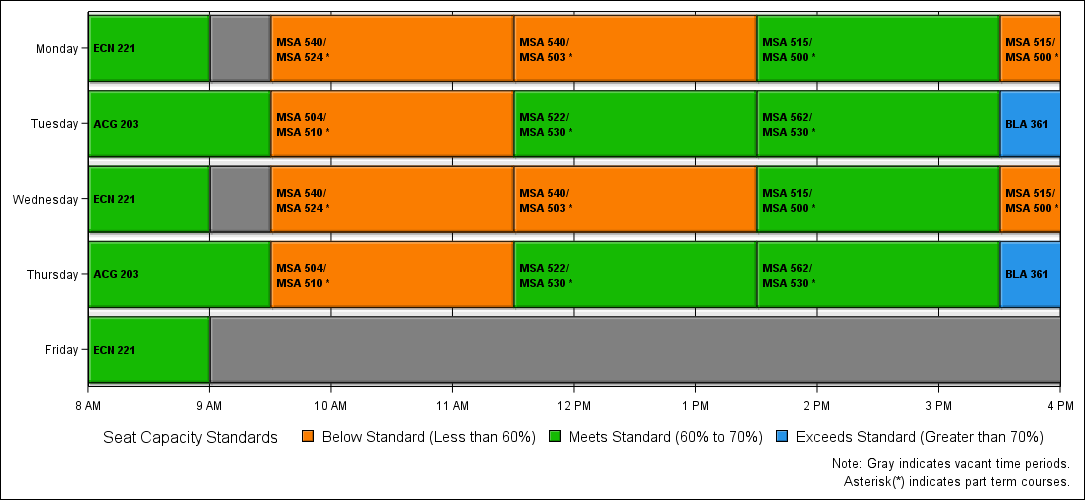 Monday
ECN 221
MSA 540/
MSA 524 *
MSA 540/
MSA 503 *
MSA 515/
MSA 500 *
MSA 515/
MSA 500 *
Tuesday
ACG 203
MSA 504/
MSA 510 *
MSA 522/
MSA 530 *
MSA 562/
MSA 530 *
BLA 361
Wednesday
ECN 221
MSA 540/
MSA 524 *
MSA 540/
MSA 503 *
MSA 515/
MSA 500 *
MSA 515/
MSA 500 *
Thursday
ACG 203
MSA 504/
MSA 510 *
MSA 522/
MSA 530 *
MSA 562/
MSA 530 *
BLA 361
Friday
ECN 221
8 AM 9 AM 10 AM 11 AM 12 PM 1 PM 2 PM 3 PM 4 PM
Seat Capacity Standards Below Standard (Less than 60%) Meets Standard (60% to 70%) Exceeds Standard (Greater than 70%)
Note: Gray indicates vacant time periods.
Asterisk(*) indicates part term courses.